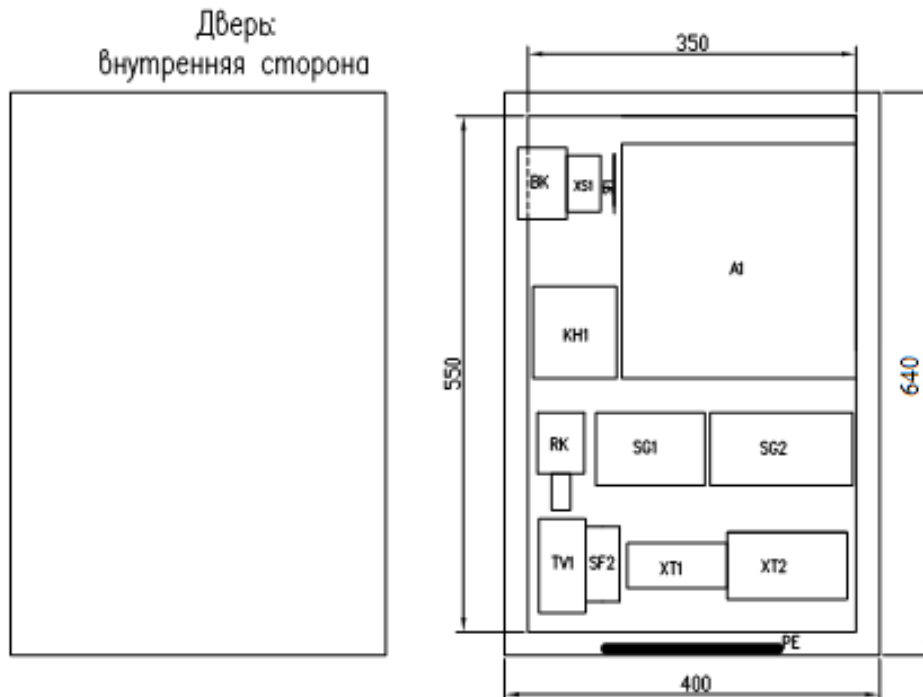 Дверь:
внутренняя сторона
350
BK
XS1
A1
KH1
550
640
RK
SG1
SG2
TV1
SF2
XT1
XT2
PE
400